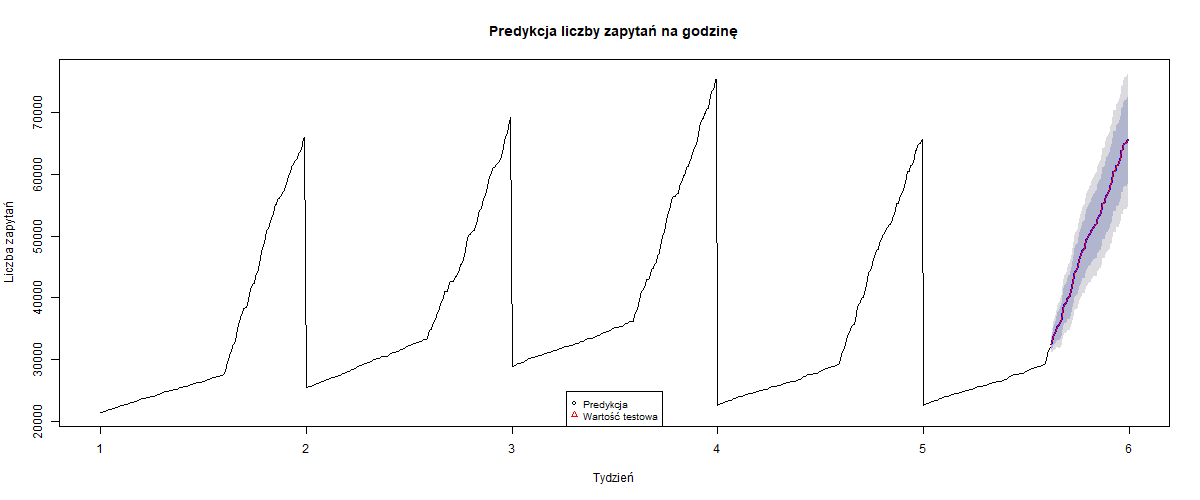 Predykcja liczby zapytań na godzinę
Liczba zapytań
70000
60000
50000
40000
30000
20000
Predykcja
Wartość testowa
1 2 3 4 5 6
Tydzień